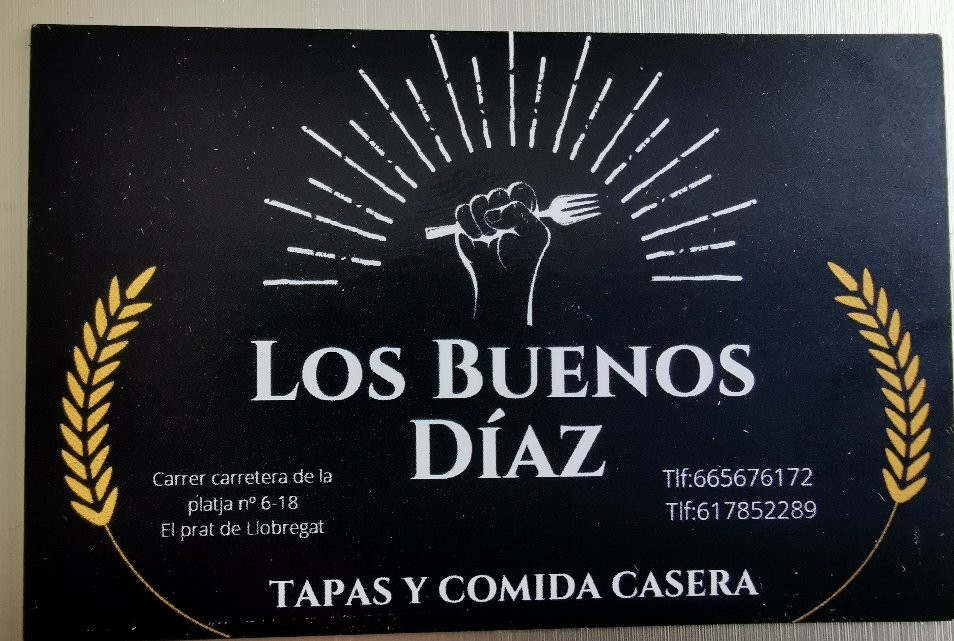 LOS BUENOS
DÍAZ
Carrer carretera de la
platja nº 6-18
El prat de Llobregat
Tlf:665676172
Tlf:617852289
TAPAS Y COMIDA CASERA